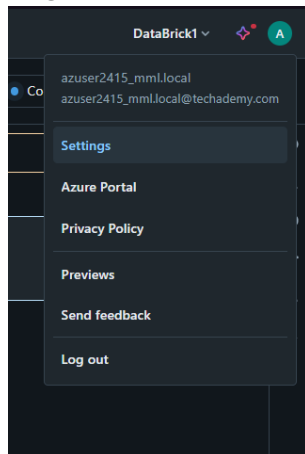 DataBrick1
A
Co
azuser2415_mml.local
azuser2415_mml.local@techademy.com
Settings
Azure Portal
Privacy Policy
Previews
Send feedback
Log out